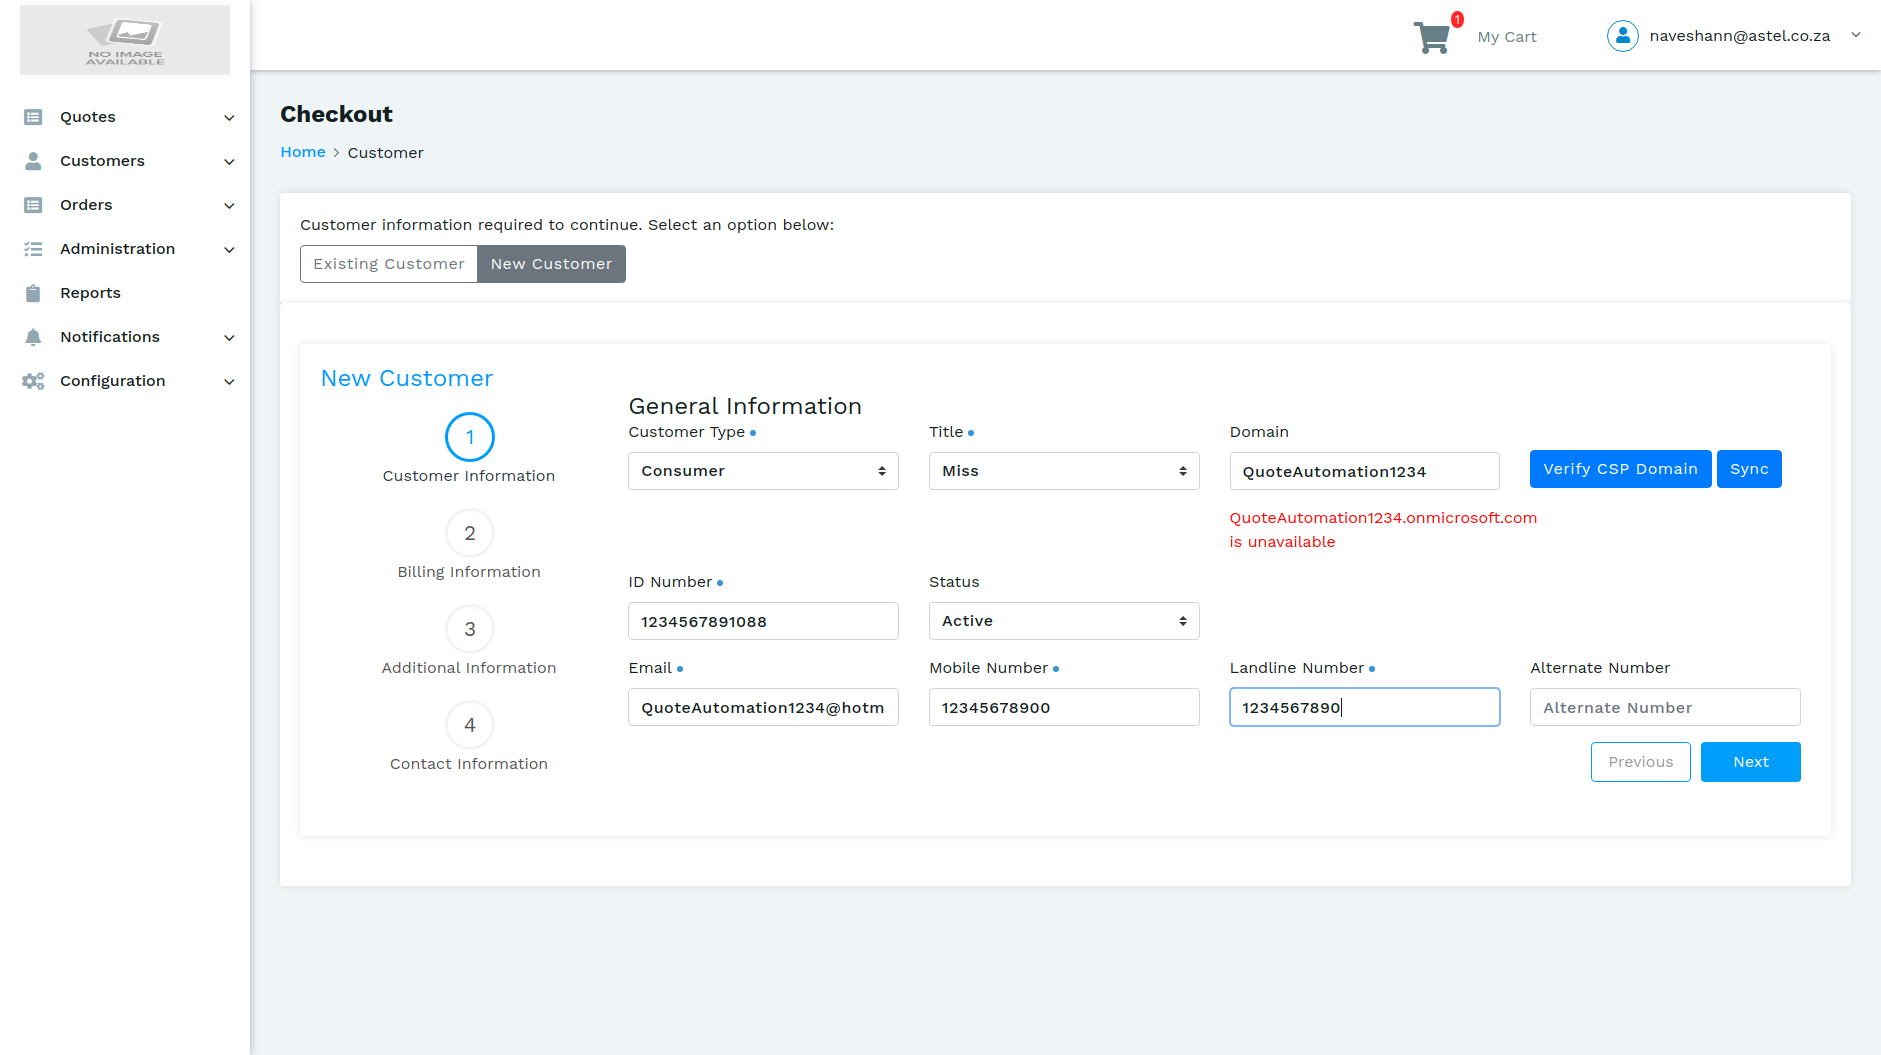 NO IMAGE
AVAILABLE
1
My Cart
naveshann@astel.co.za
Quotes
Customers
Orders
Administration
Reports
Notifications
Configuration
Checkout
Home > Customer
Customer information required to continue. Select an option below:
Existing Customer New Customer
New Customer
1
Customer Information
2
Billing Information
3
Additional Information
4
Contact Information
General Information
Customer Type Title Domain
Consumer Miss QuoteAutomation1234 Verify CSP Domain Sync
QuoteAutomation1234.onmicrosoft.com
is unavailable
ID Number Status
1234567891088 Active
Email Mobile Number Landline Number Alternate Number
QuoteAutomation1234@hotm 12345678900 1234567890 Alternate Number
Previous Next